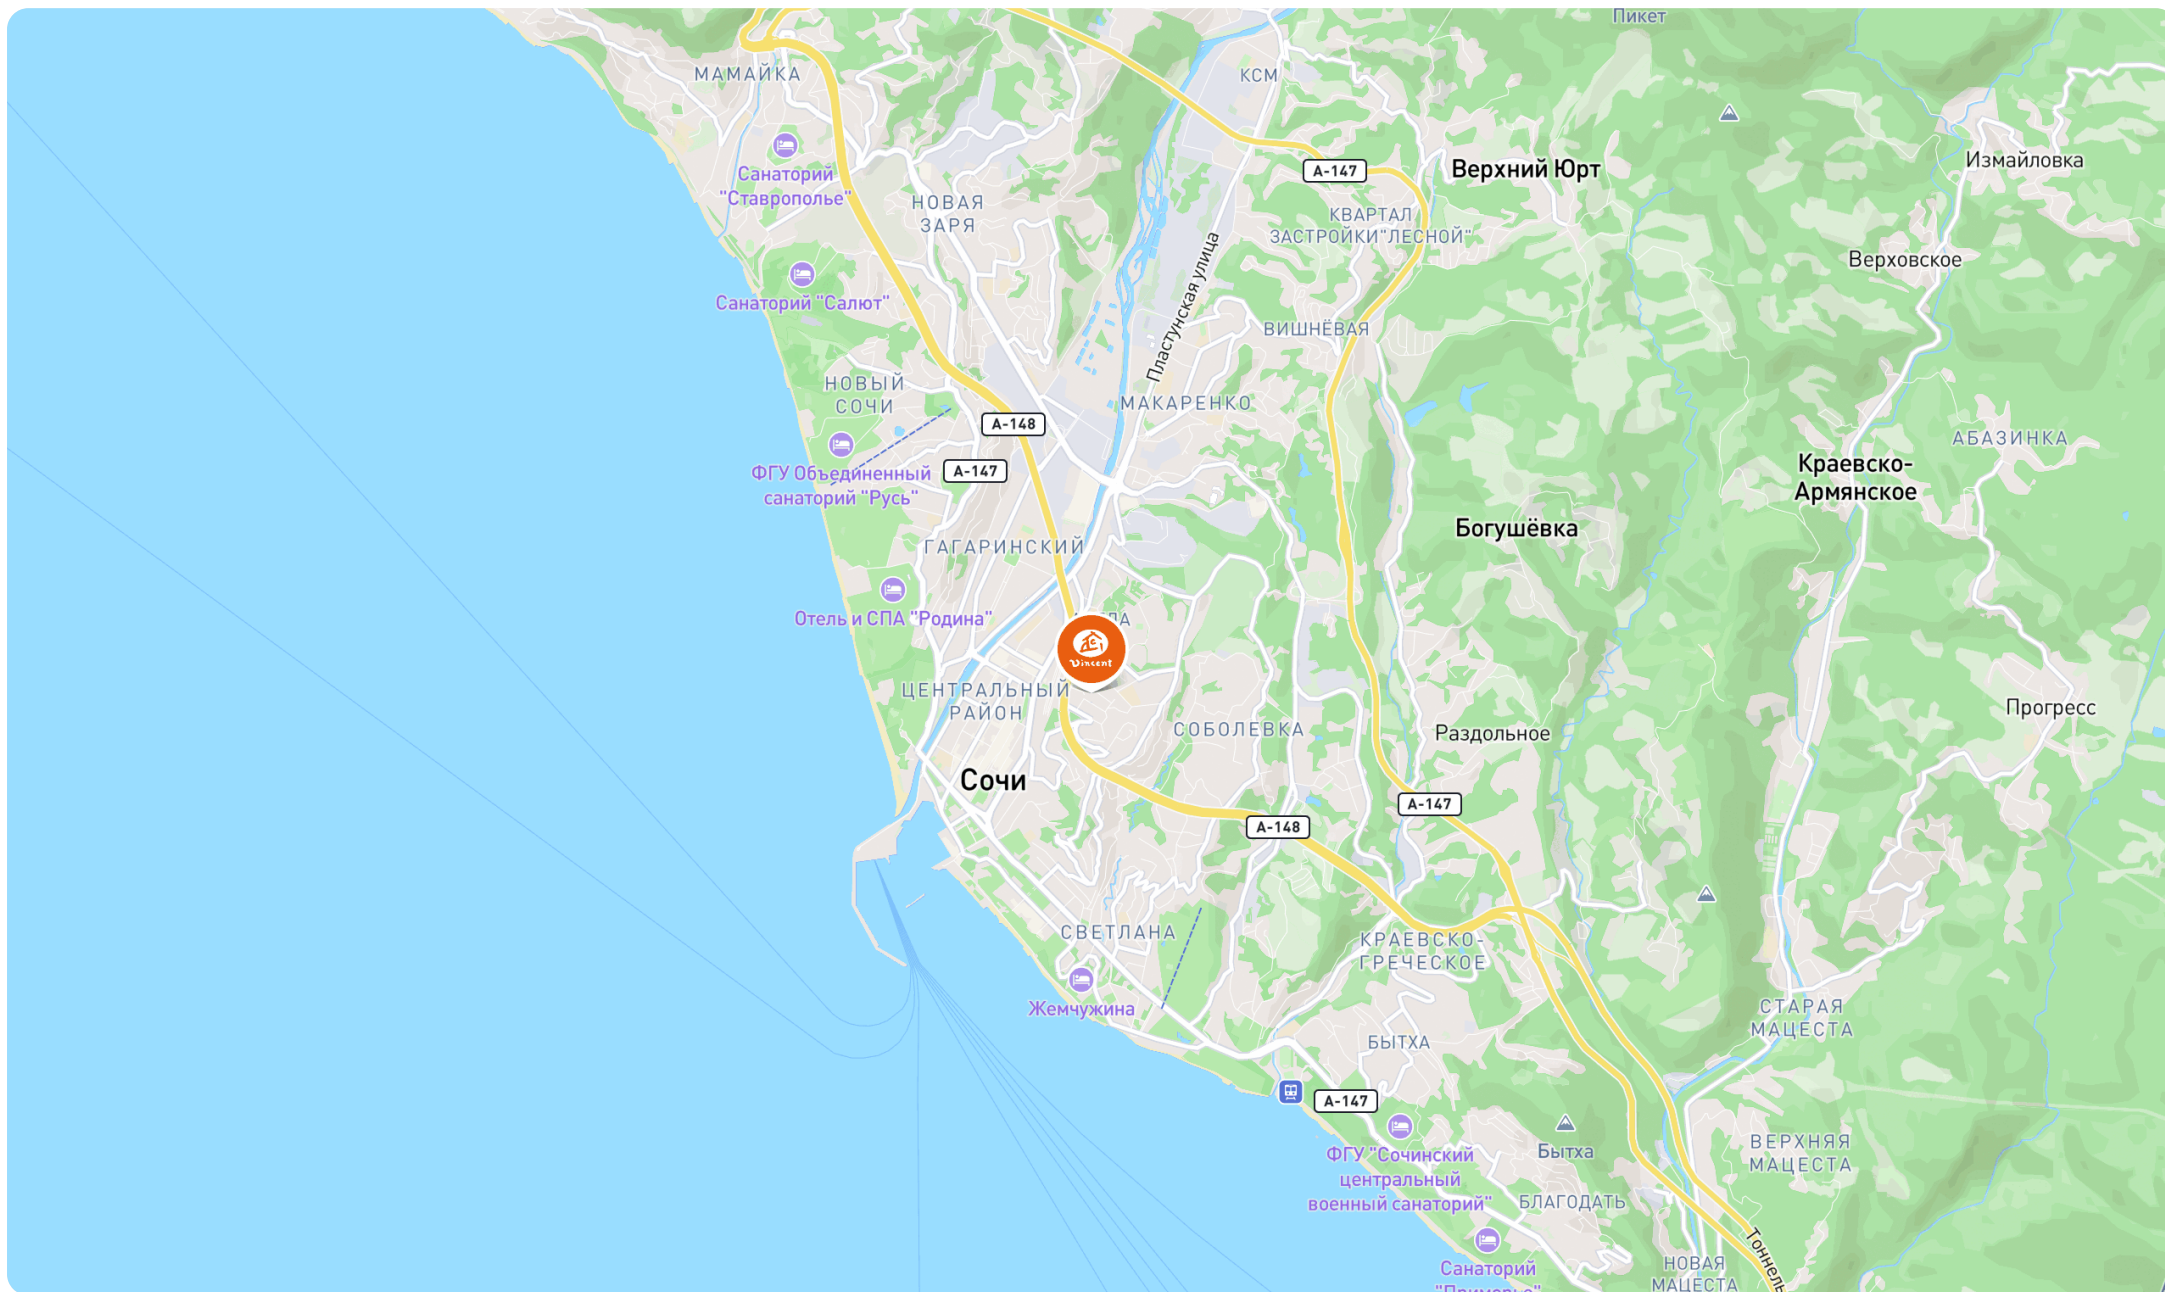 Пикет
МАМАЙКА
КСМ
Санаторий
"Ставрополье"
А-147
Верхний Юрт
Измайловка
НОВАЯ
ЗАРЯ
КВАРТАЛ
ЗАСТРОЙКИ"ЛЕСНОЙ"
Верховское
Санаторий "Салют"
Пластунская улица
ВИШНЁВАЯ
НОВЫЙ
СОЧИ
МАКАРЕНКО
А-148
АБАЗИНКА
ФГУ Объединенный
санаторий "Русь"
А-147
Краевско-
Армянское
Богушёвка
ГАГАРИНСКИЙ
Отель и СПА "Родина"
Vincent
ЦЕНТРАЛЬНЫЙ
РАЙОН
Прогресс
СОБОЛЕВКА
Раздольное
Сочи
А-147
А-148
СВЕТЛАНА
КРАЕВСКО-
ГРЕЧЕСКОЕ
Жемчужина
СТАРАЯ
МАЦЕСТА
БЫТХА
А-147
ФГУ "Сочинский
центральный
военный санаторий"
Бытха
ВЕРХНЯЯ
МАЦЕСТА
БЛАГОДАТЬ
Тоннель
Санаторий
"Приморье"
НОВАЯ
МАЦЕСТА